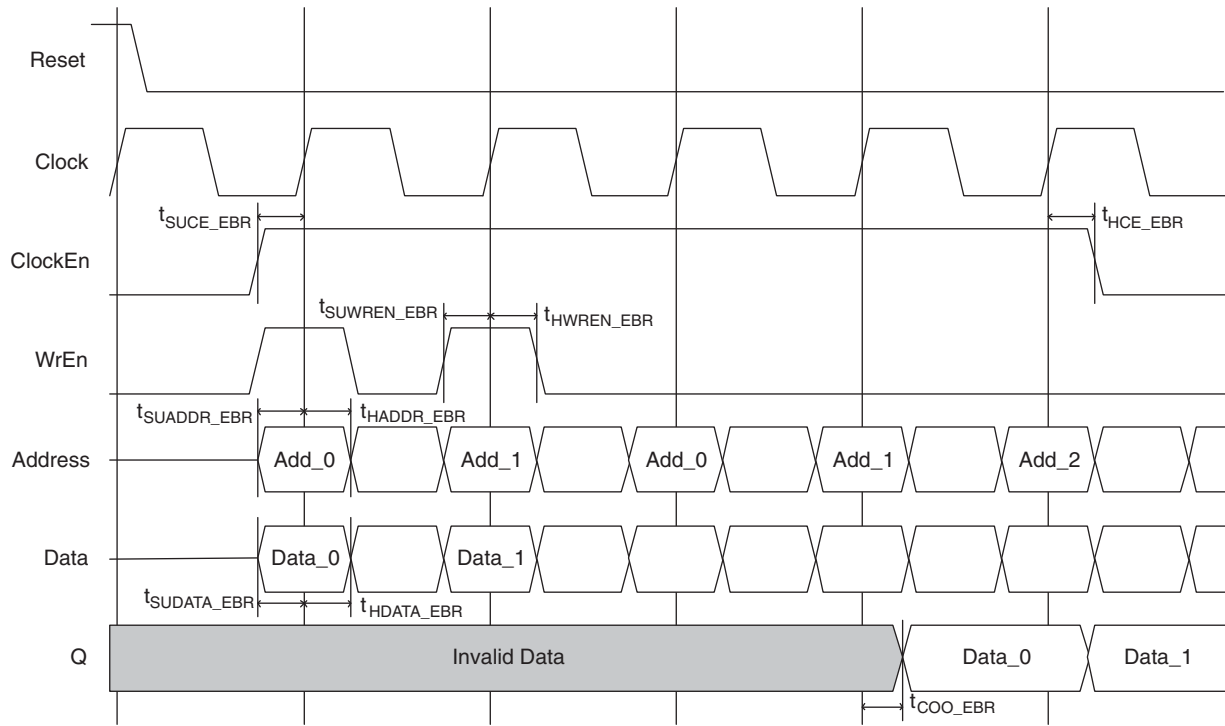 Reset
Clock
tSUCE_EBR
tHCE_EBR
ClockEn
tSUWREN_EBR
tHWREN_EBR
WrEn
tSUADDR_EBR
tHADDR_EBR
Address
Add_0
Add_1
Add_0
Add_1
Add_2
Data
Data_0
Data_1
tSUDATA_EBR
tHDATA_EBR
Q
Invalid Data
Data_0
Data_1
tCOO_EBR